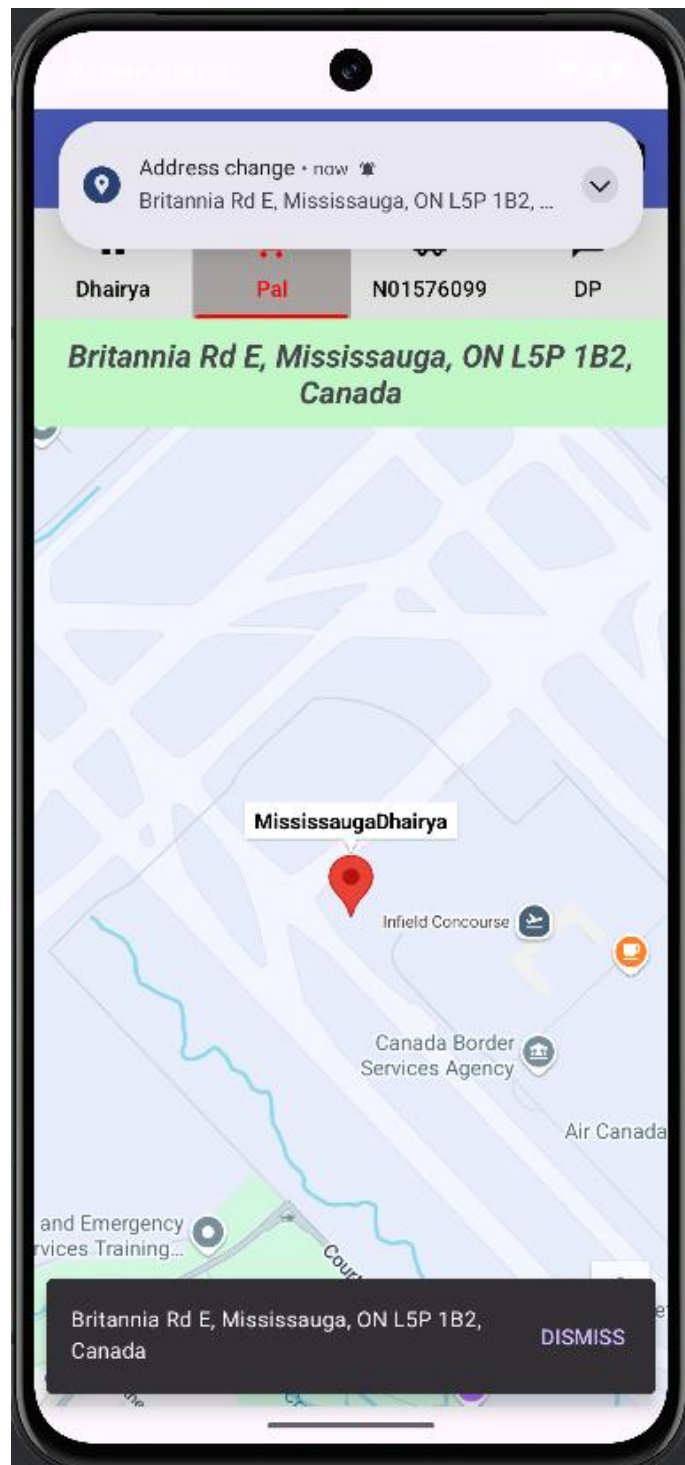 Address change • now
Britannia Rd E, Mississauga, ON L5P 1B2, ...
Dhairya
Pal
N01576099
DP
Britannia Rd E, Mississauga, ON L5P 1B2,
Canada
MississaugaDhairya
Infield Concourse
Canada Border
Services Agency
Air Canada
and Emergency
rvices Training...
Britannia Rd E, Mississauga, ON L5P 1B2,
Canada
DISMISS